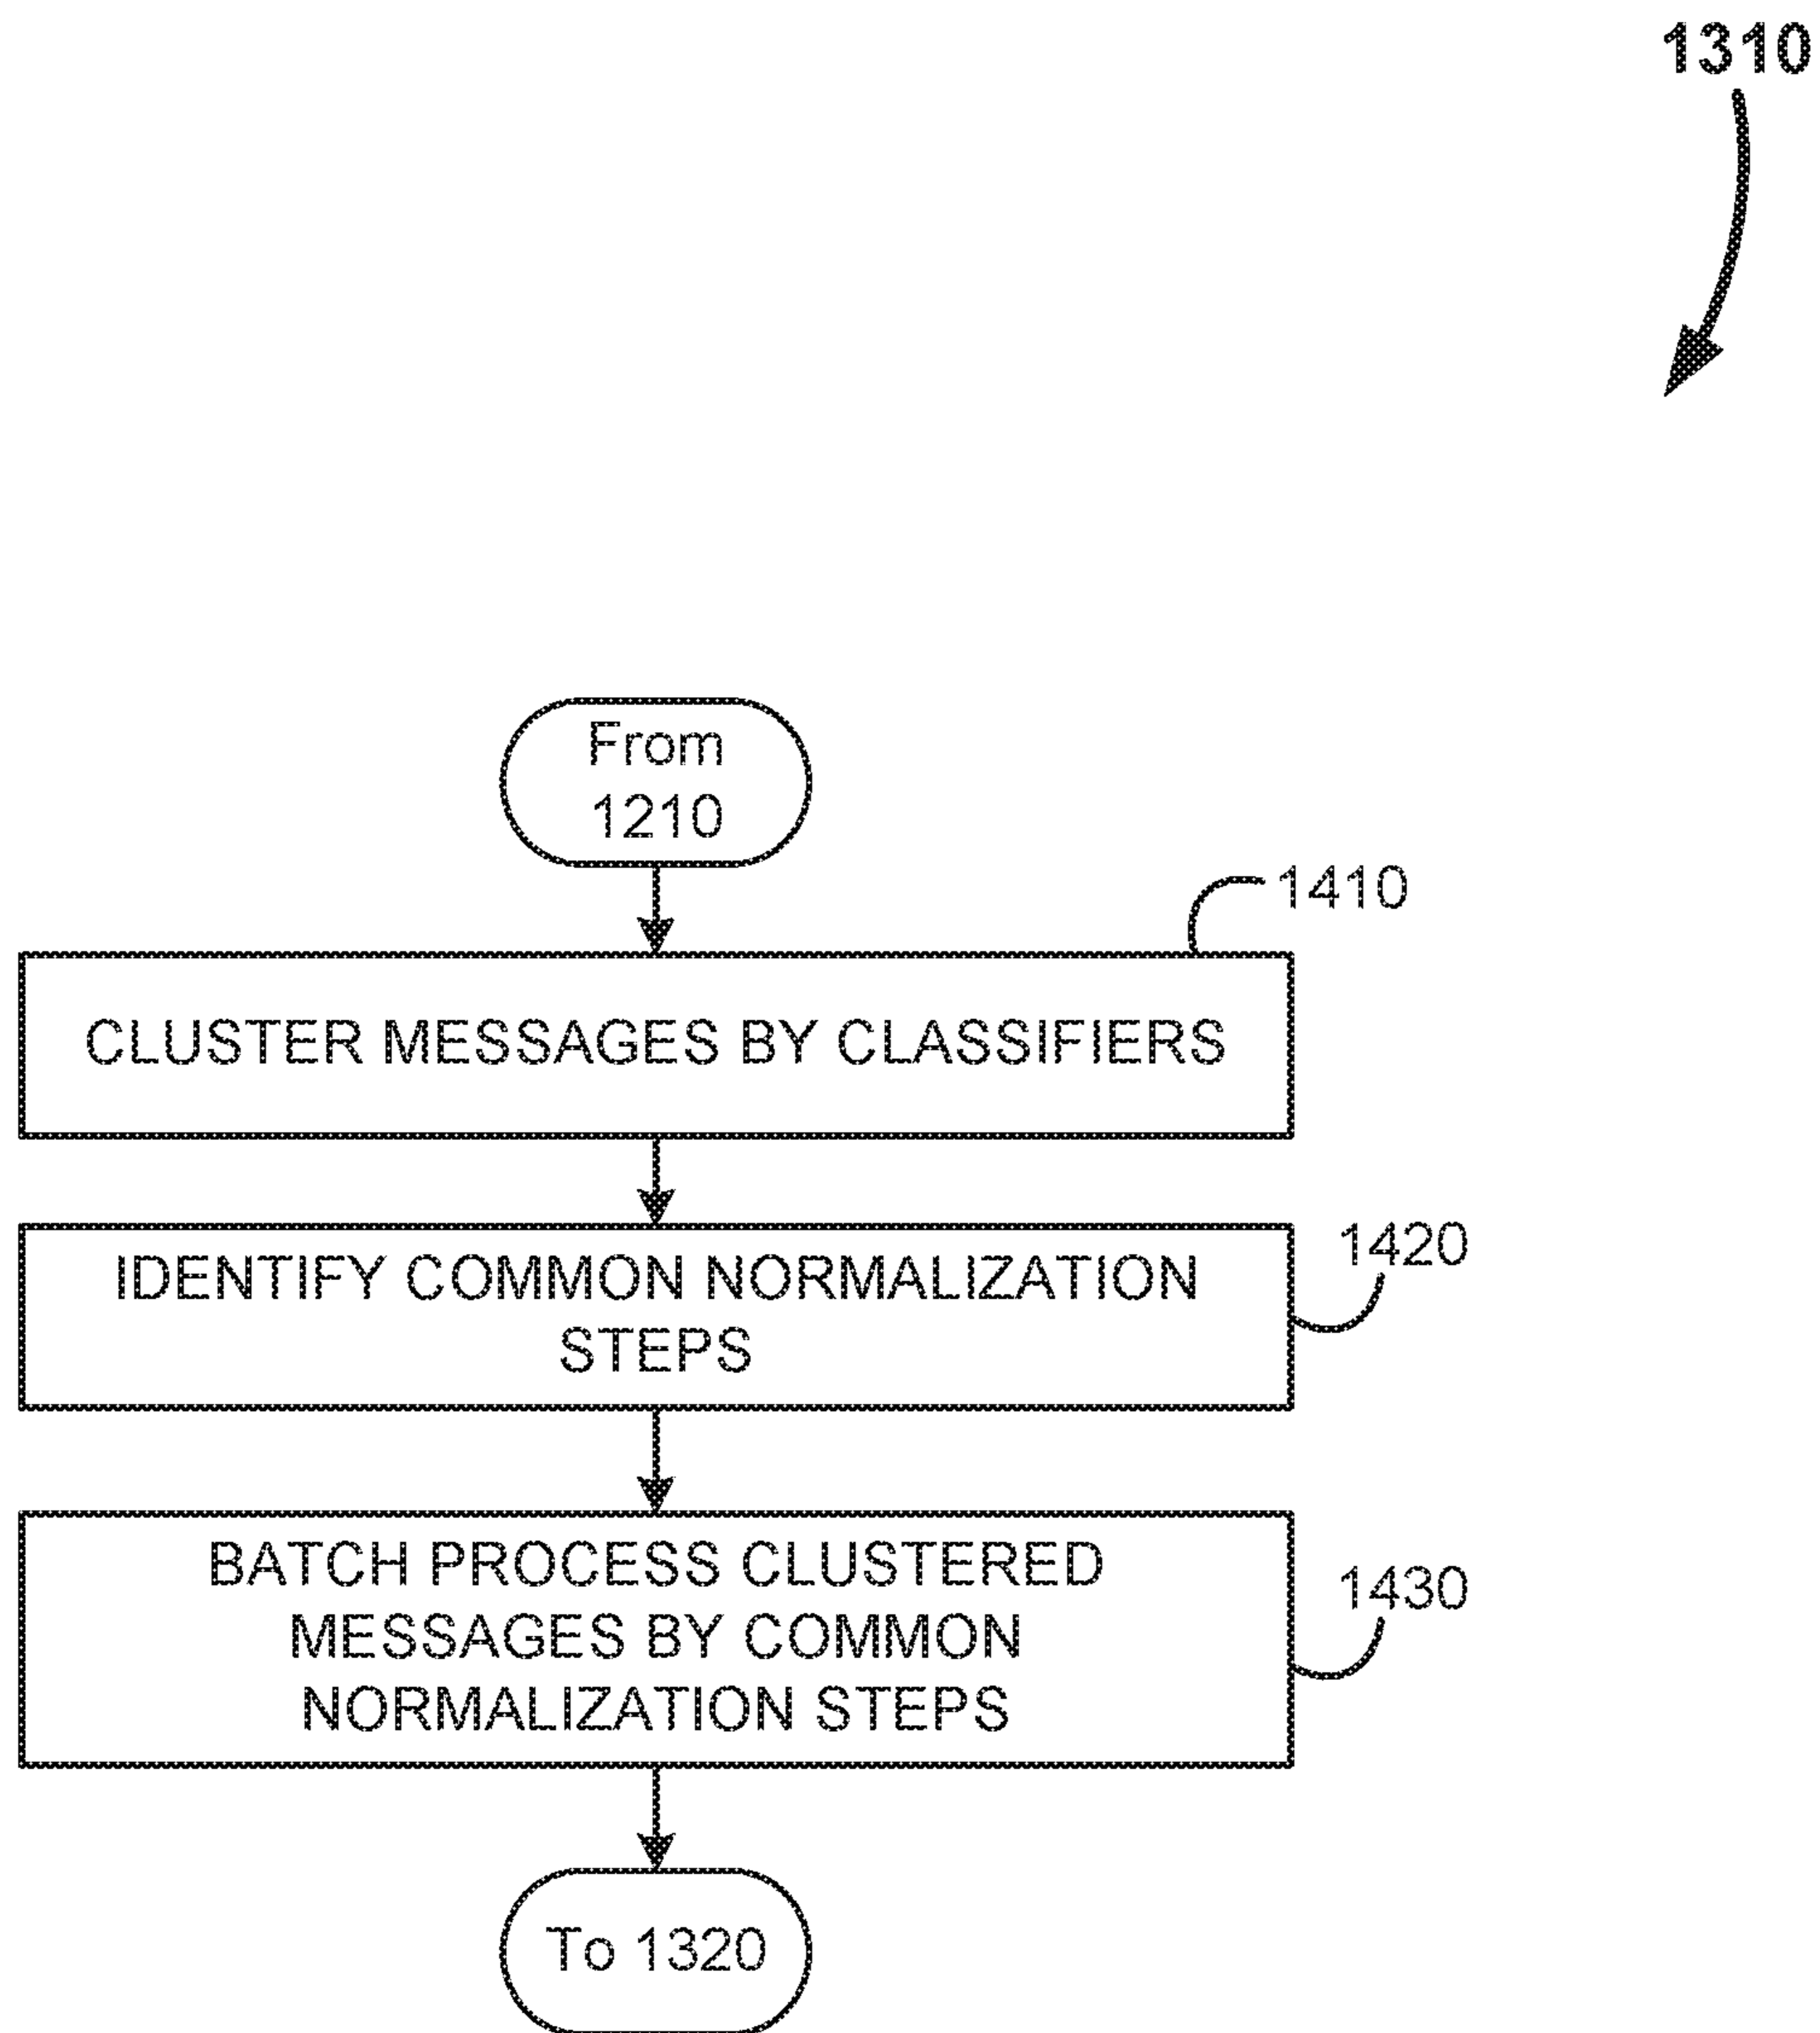 1310
From
1210
1410
CLUSTER MESSAGES BY CLASSIFIERS
1420
IDENTIFY COMMON NORMALIZATION
STEPS
1430
BATCH PROCESS CLUSTERED
MESSAGES BY COMMON
NORMALIZATION STEPS
To 1320